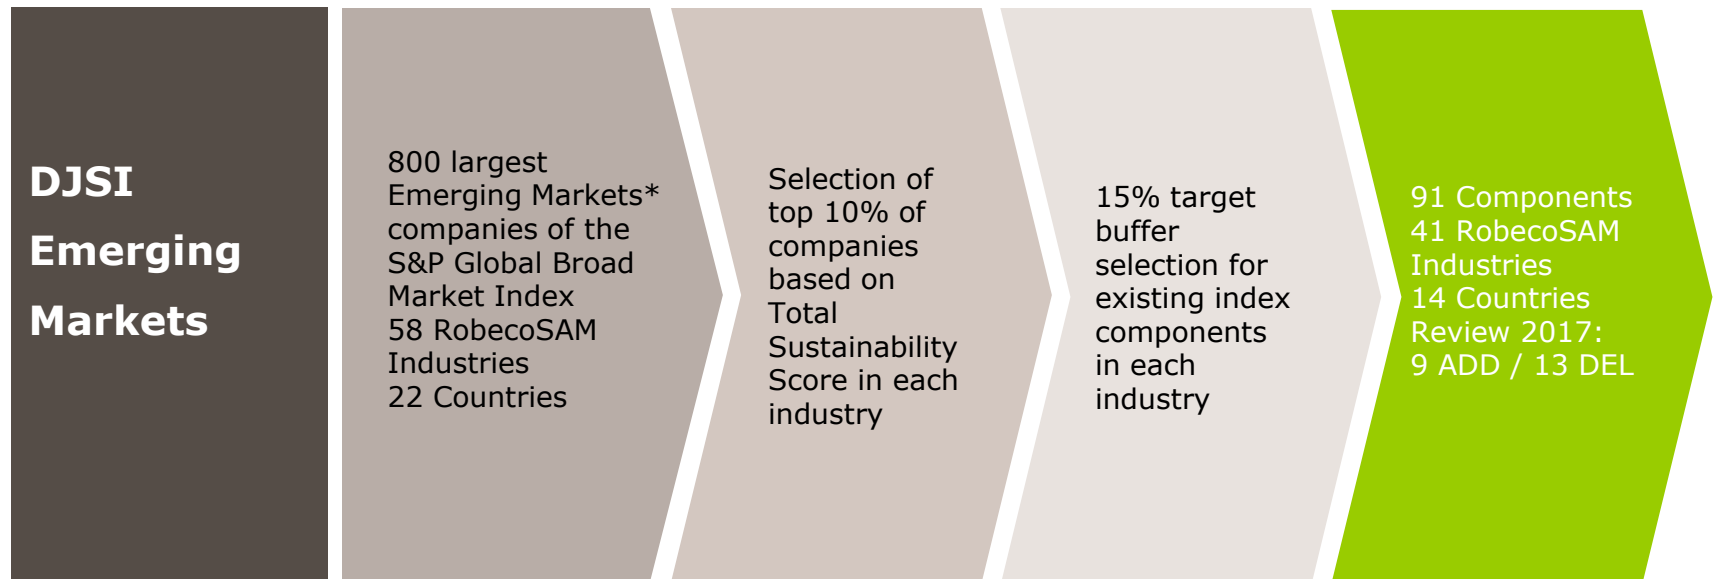 DJSI
Emerging
Markets
800 largest
Emerging Markets*
companies of the
S&P Global Broad
Market Index
58 RobecoSAM
Industries
22 Countries
Selection of
top 10% of
companies
based on
Total
Sustainability
Score in each
industry
15% target
buffer
selection for
existing index
components
in each
industry
91 Components
41 RobecoSAM
Industries
14 Countries
Review 2017:
9 ADD / 13 DEL